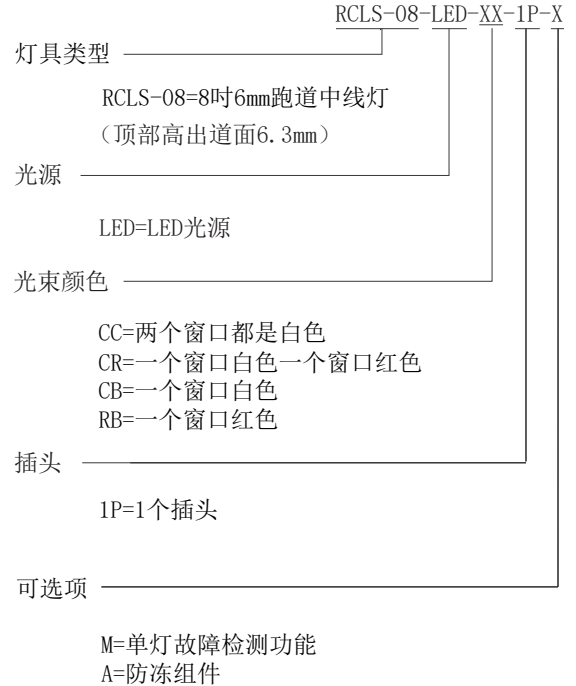 RCLS-08-LED-XX-1P-X
灯具类型
RCLS-08=8吋6mm跑道中线灯
（顶部高出道面6.3mm）
光源
LED=LED光源
光束颜色
CC=两个窗口都是白色
CR=一个窗口白色一个窗口红色
CB=一个窗口白色
RB=一个窗口红色
插头
1P=1个插头
可选项
M=单灯故障检测功能
A=防冻组件